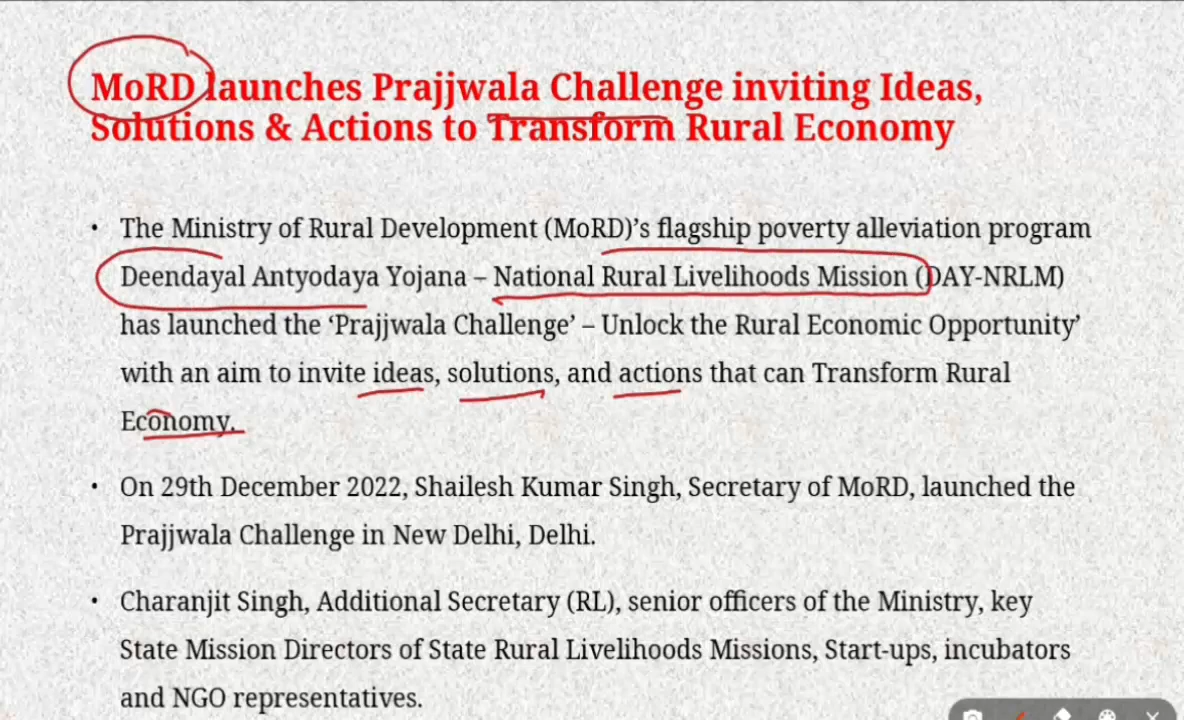 MoRD launches Prajjwala Challenge inviting Ideas,
Solutions & Actions to Transform Rural Economy
• The Ministry of Rural Development (MoRD)’s flagship poverty alleviation program
Deendayal Antyodaya Yojana – National Rural Livelihoods Mission (DAY-NRLM)
has launched the ‘Prajjwala Challenge’ – Unlock the Rural Economic Opportunity’
with an aim to invite ideas, solutions, and actions that can Transform Rural
Economy.
• On 29th December 2022, Shailesh Kumar Singh, Secretary of MoRD, launched the
Prajjwala Challenge in New Delhi, Delhi.
• Charanjit Singh, Additional Secretary (RL), senior officers of the Ministry, key
State Mission Directors of State Rural Livelihoods Missions, Start-ups, incubators
and NGO representatives.